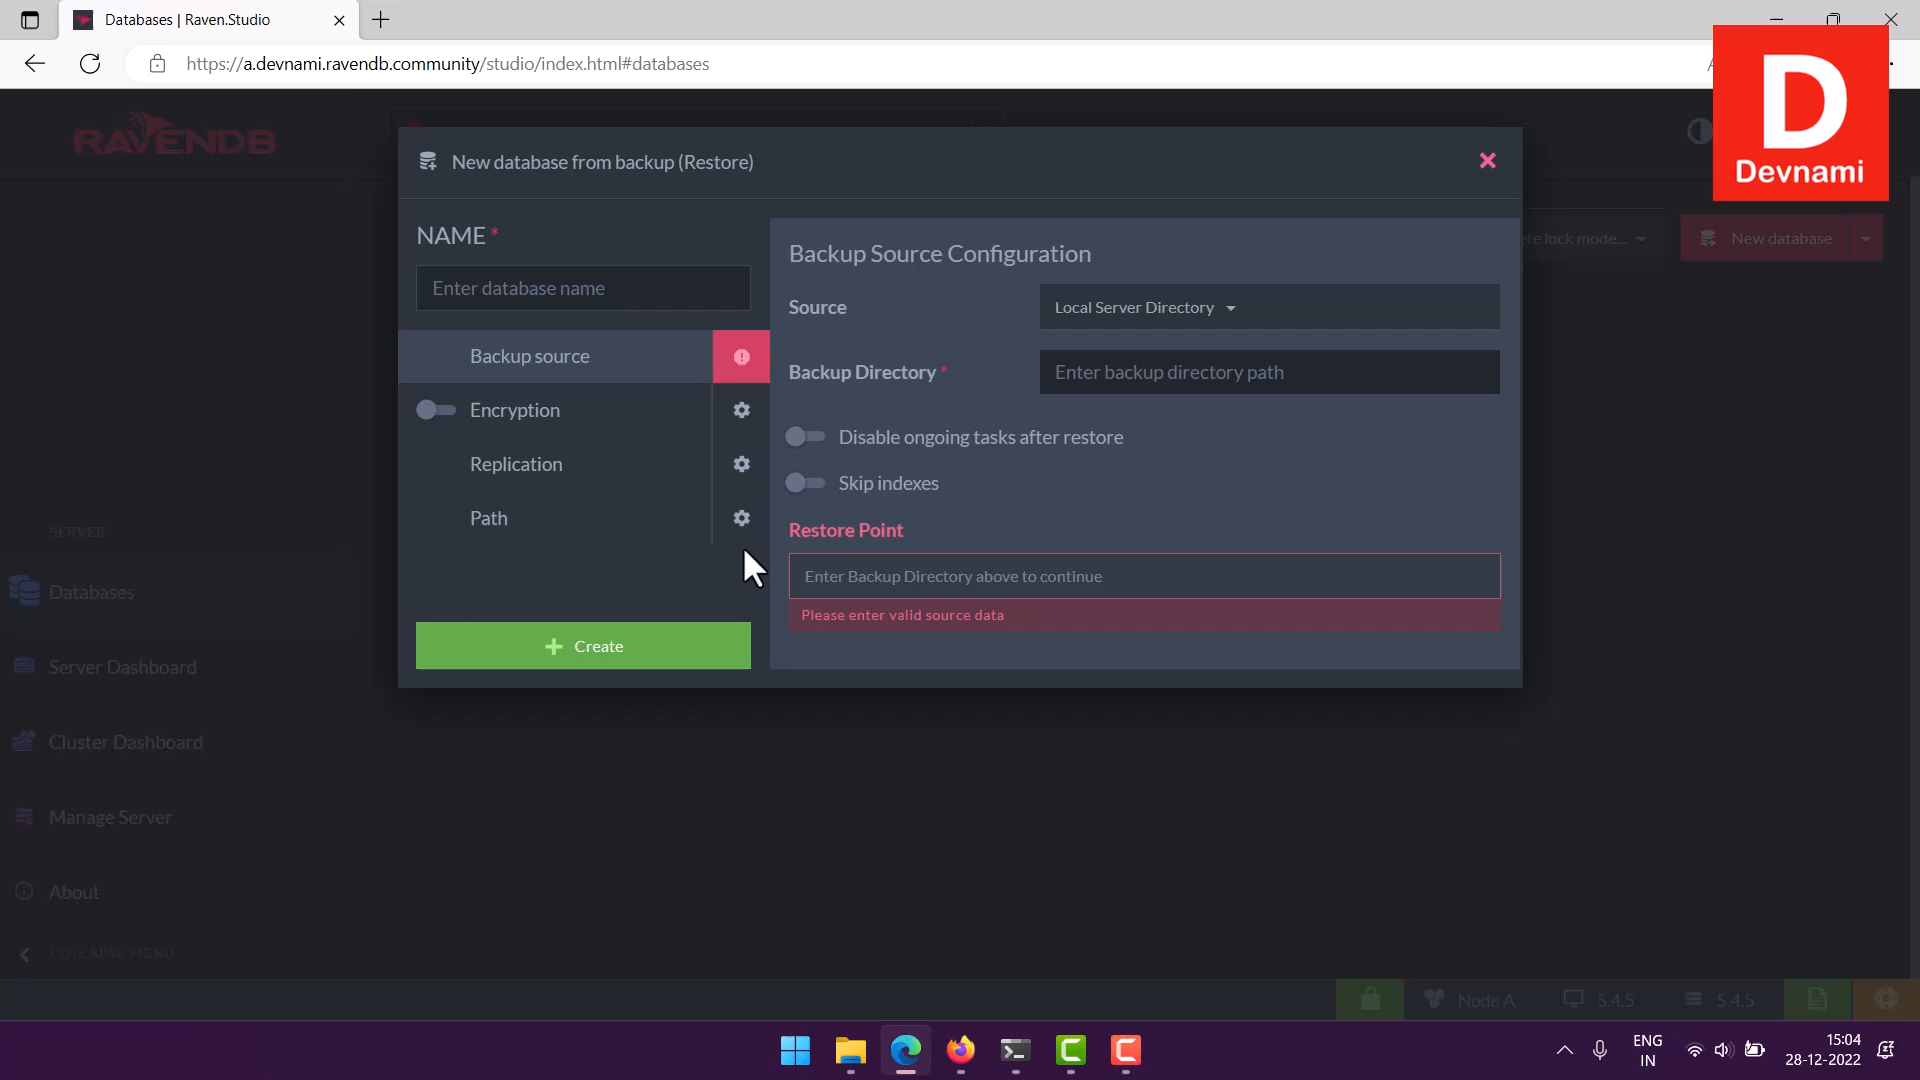 Databases | Raven.Studio
https://a.devnami.ravendb.community/studio/index.html#databases
D
Devnami
RAVENDB
New database from backup (Restore)
lock mode...
New database
NAME *
Enter database name
Backup source
Encryption
Replication
Path
Create
Backup Source Configuration
Source
Local Server Directory
Backup Directory *
Enter backup directory path
Disable ongoing tasks after restore
Skip indexes
Restore Point
Enter Backup Directory above to continue
Please enter valid source data
SERVER
Databases
Server Dashboard
Cluster Dashboard
Manage Server
About
COLLAPSE MENU
Node A
5.4.5
5.4.5
ENG
IN
15:04
28-12-2022